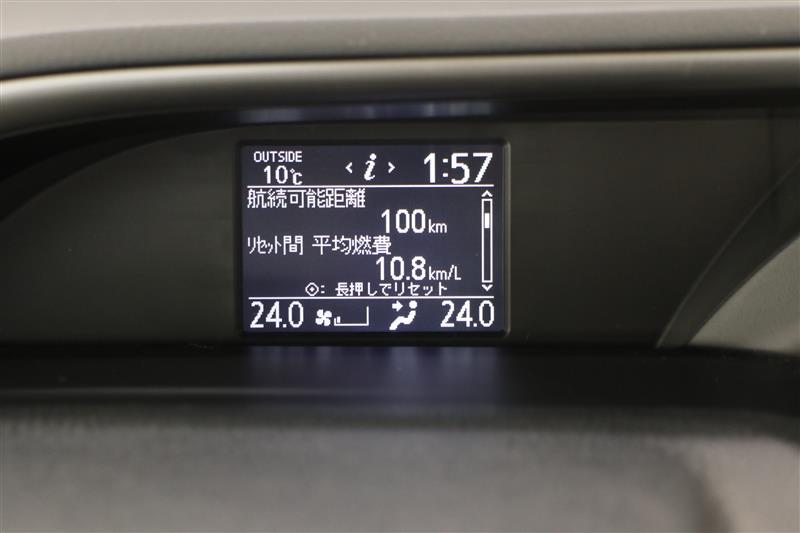 OUTSIDE
10℃
‹ i › 1:57
航続可能距離
100km
リセット間 平均燃費
10.8km/L
⊙: 長押しでリセット
24.0 24.0